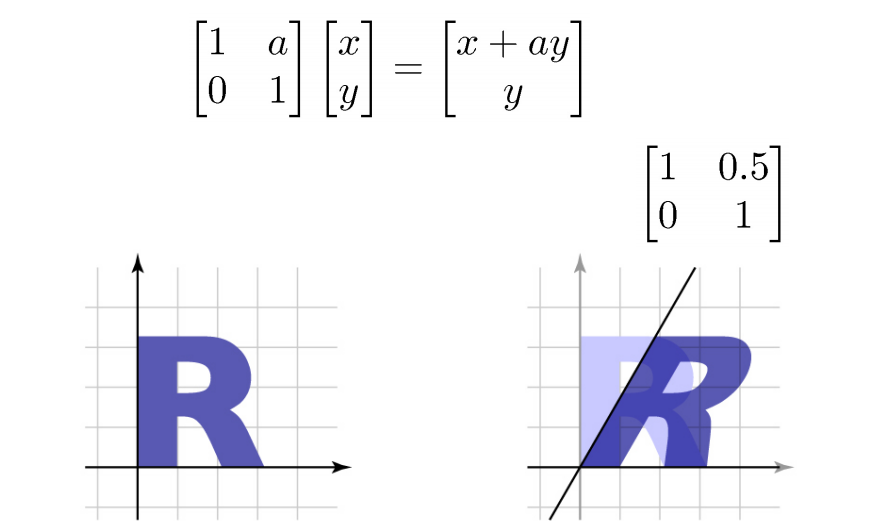 [1 a; 0 1] [x; y] = [x + ay; y]
[1 0.5; 0 1]
R R